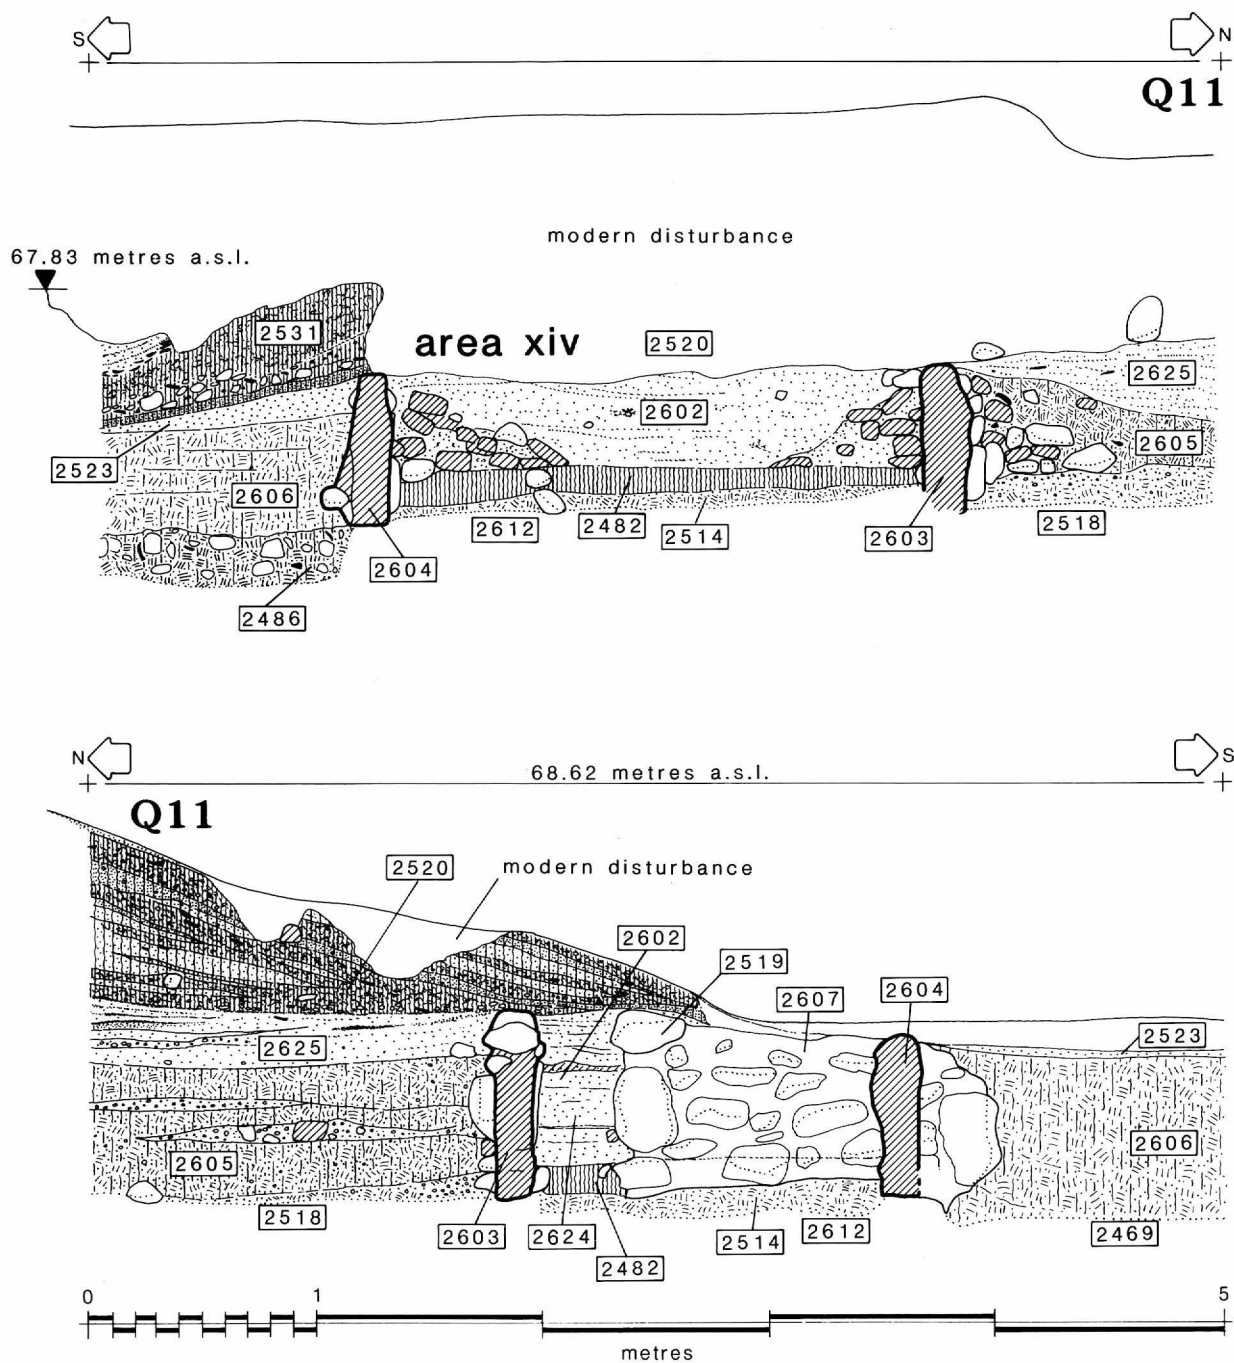 S N
Q11
modern disturbance
67.83 metres a.s.l.
2531
area xiv
2520
2625
2602
2605
2523
2606
2612
2482
2514
2603
2518
2604
2486
N S
68.62 metres a.s.l.
Q11
2520
modern disturbance
2602
2519
2607
2604
2523
2625
2606
2605
2518
2603
2624
2514
2612
2469
2482
0 1 5
metres